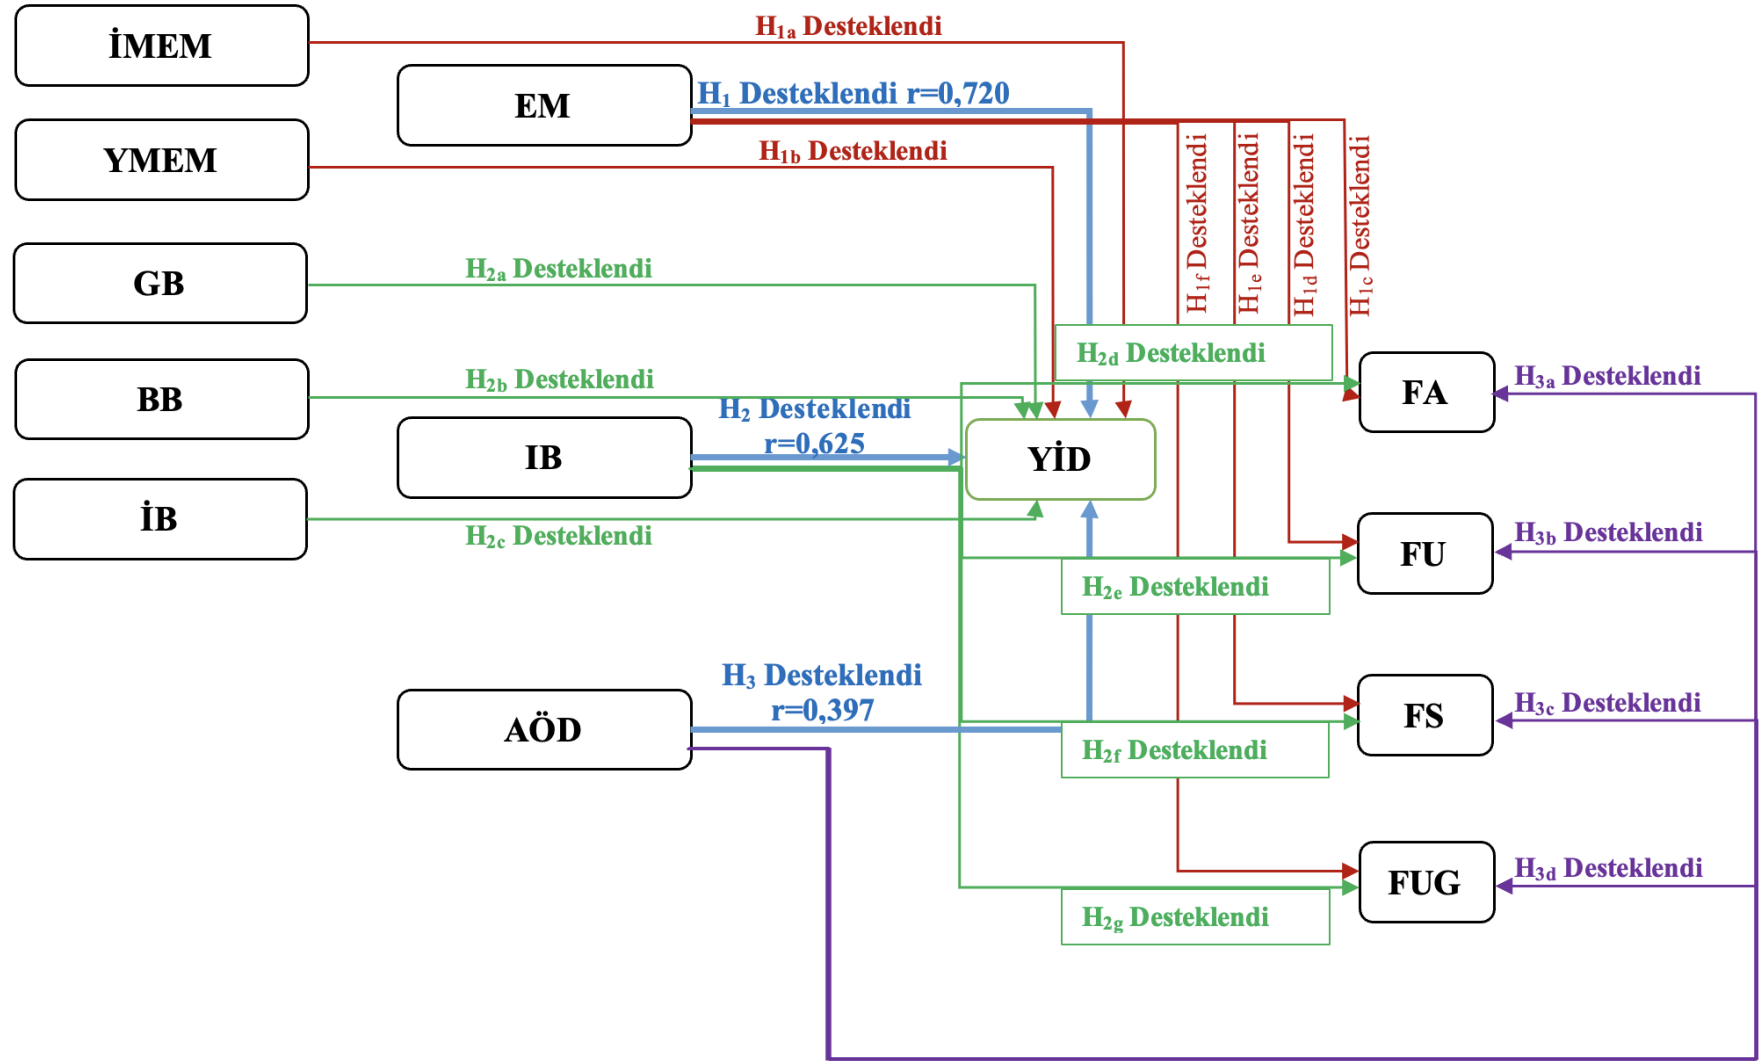 İMEM
H1a Desteklendi
EM
H1 Desteklendi r=0,720
YMEM
H1b Desteklendi
H1f Desteklendi
H1e Desteklendi
H1d Desteklendi
H1c Desteklendi
GB
H2a Desteklendi
H2d Desteklendi
BB
H2b Desteklendi
FA
H3a Desteklendi
IB
H2 Desteklendi
r=0,625
YİD
İB
H2c Desteklendi
FU
H3b Desteklendi
H2e Desteklendi
AÖD
H3 Desteklendi
r=0,397
FS
H3c Desteklendi
H2f Desteklendi
FUG
H3d Desteklendi
H2g Desteklendi